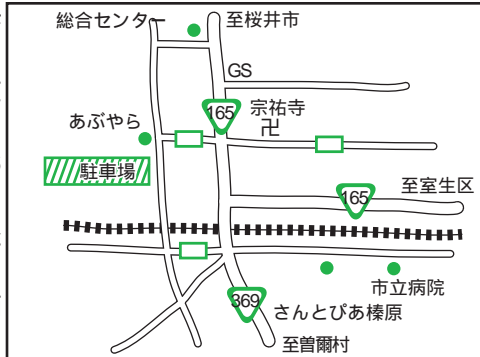 総合センター
至桜井市
GS
165
宗祐寺
卍
あぶやら
駐車場
至室生区
165
市立病院
369
さんとぴあ榛原
至曽爾村